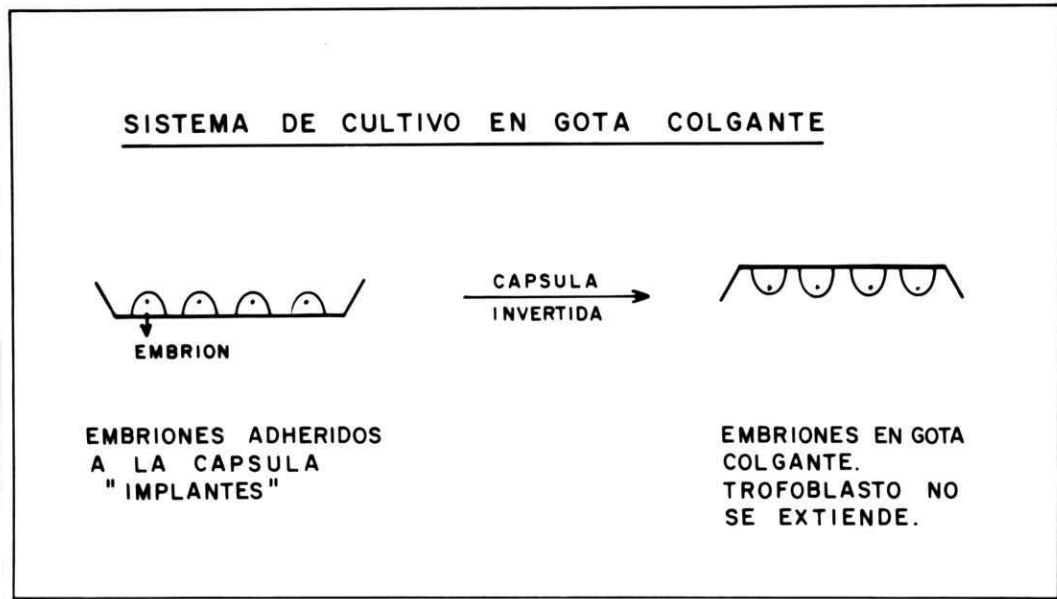 SISTEMA DE CULTIVO EN GOTA COLGANTE
CAPSULA
INVERTIDA
EMBRION
EMBRIONES ADHERIDOS
A LA CAPSULA
"IMPLANTES"
EMBRIONES EN GOTA
COLGANTE.
TROFOBLASTO NO
SE EXTIENDE.